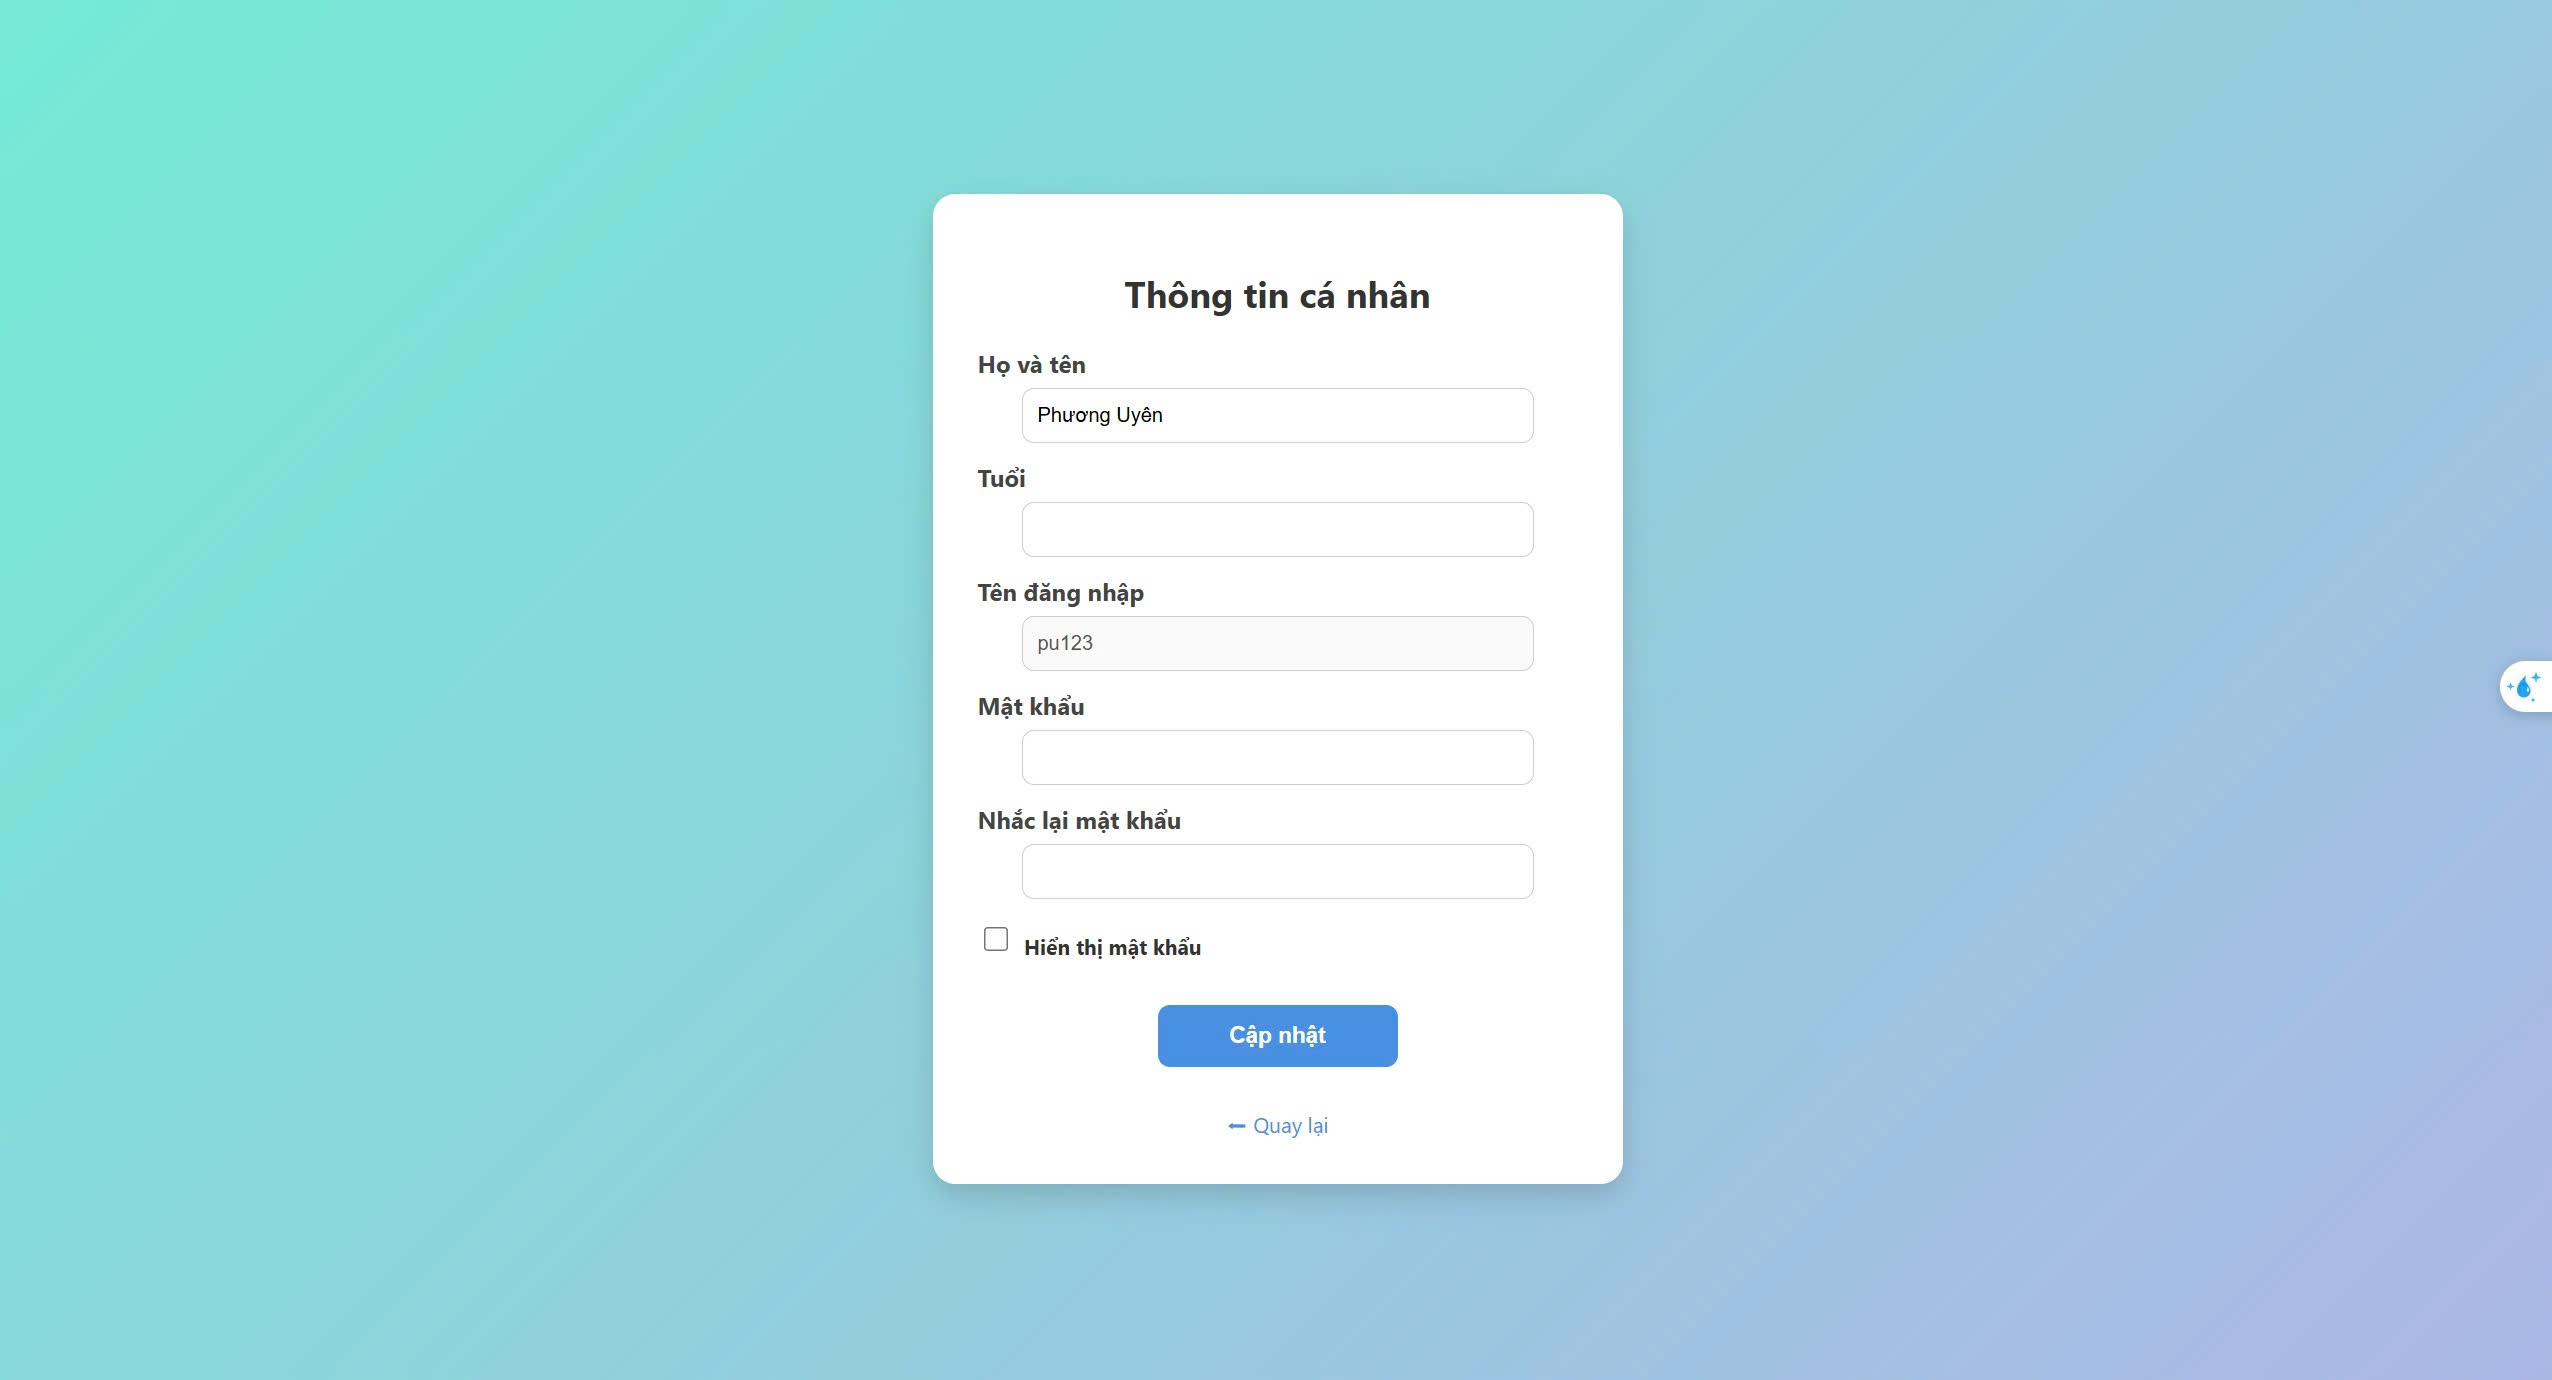 Thông tin cá nhân
Họ và tên
Phương Uyên
Tuổi
Tên đăng nhập
pu123
Mật khẩu
Nhắc lại mật khẩu
Hiển thị mật khẩu
Cập nhật
⬅ Quay lại